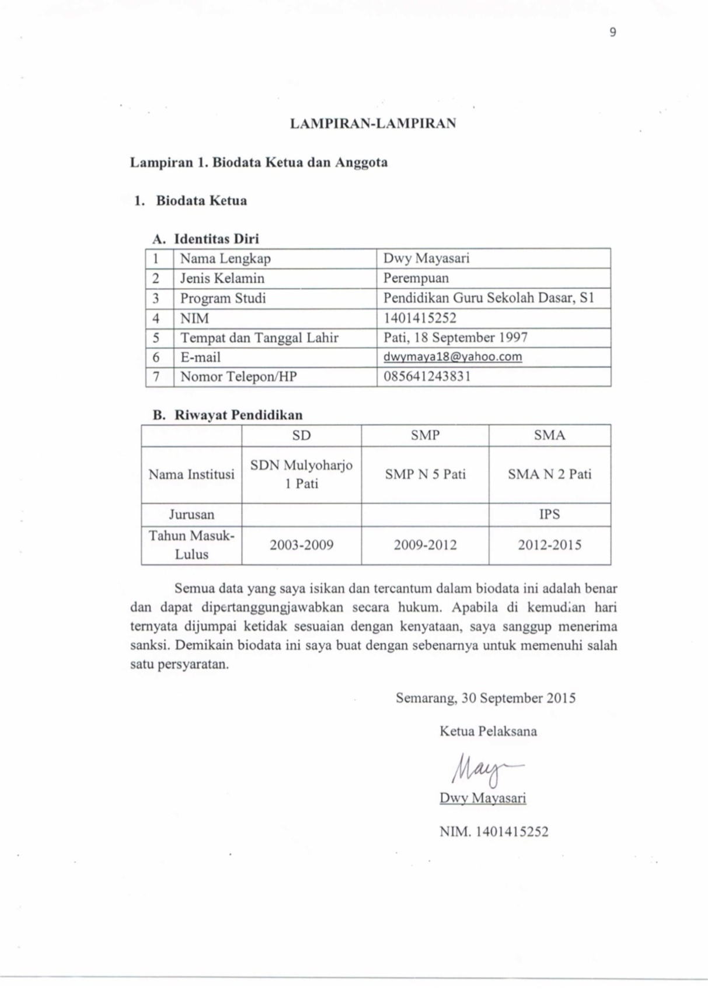 9
LAMPIRAN-LAMPIRAN
Lampiran 1. Biodata Ketua dan Anggota
1. Biodata Ketua
A. Identitas Diri
1 Nama Lengkap Dwy Mayasari
2 Jenis Kelamin Perempuan
3 Program Studi Pendidikan Guru Sekolah Dasar, S1
4 NIM 1401415252
5 Tempat dan Tanggal Lahir Pati, 18 September 1997
6 E-mail dwymaya18@yahoo.com
7 Nomor Telepon/HP 085641243831
B. Riwayat Pendidikan
SD SMP SMA
Nama Institusi SDN Mulyoharjo 1 Pati SMP N 5 Pati SMA N 2 Pati
Jurusan IPS
Tahun Masuk-Lulus 2003-2009 2009-2012 2012-2015
Semua data yang saya isikan dan tercantum dalam biodata ini adalah benar
dan dapat dipertanggungjawabkan secara hukum. Apabila di kemudian hari
ternyata dijumpai ketidak sesuaian dengan kenyataan, saya sanggup menerima
sanksi. Demikain biodata ini saya buat dengan sebenarnya untuk memenuhi salah
satu persyaratan.
Semarang, 30 September 2015
Ketua Pelaksana
May
Dwy Mayasari
NIM. 1401415252